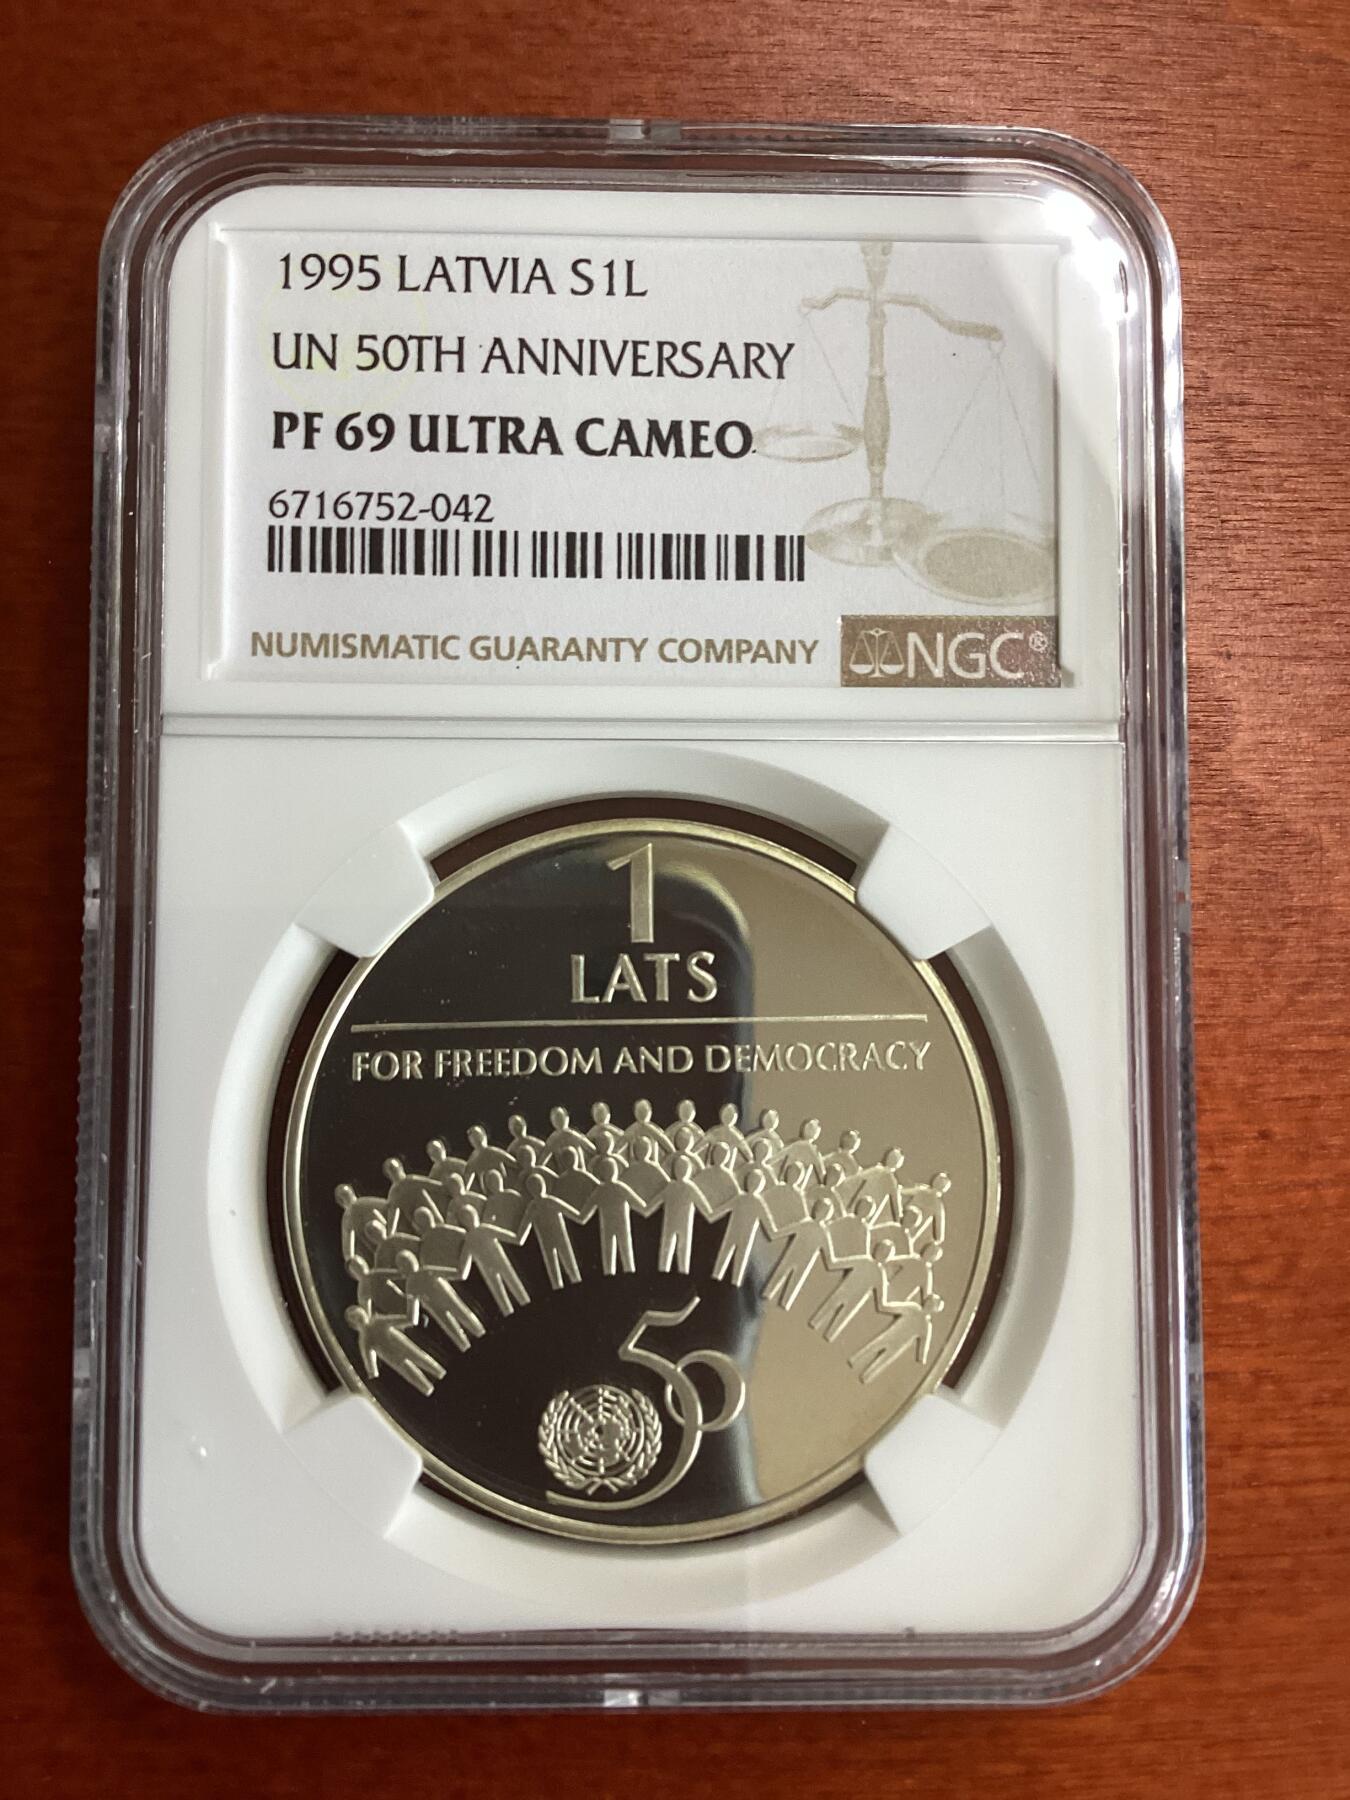 1995 LATVIA S1L
UN 50TH ANNIVERSARY
PF 69 ULTRA CAMEO
6716752-042
NUMISMATIC GUARANTY COMPANY NGC®
1
LATS
FOR FREEDOM AND DEMOCRACY
50